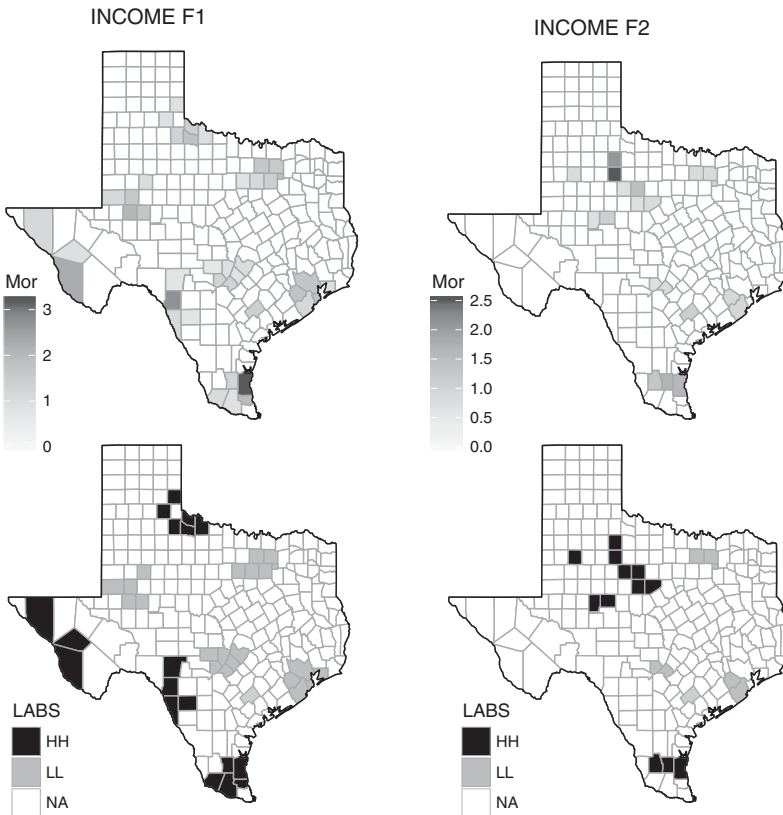 INCOME F1
INCOME F2
Mor
3
2
1
0
Mor
2.5
2.0
1.5
1.0
0.5
0.0
LABS
HH
LL
NA
LABS
HH
LL
NA